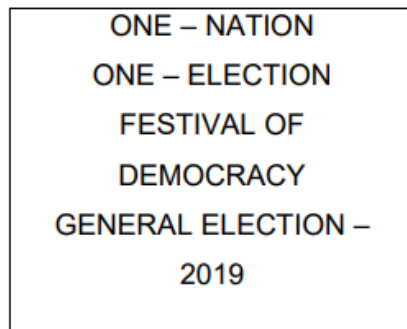 ONE – NATION
ONE – ELECTION
FESTIVAL OF
DEMOCRACY
GENERAL ELECTION –
2019